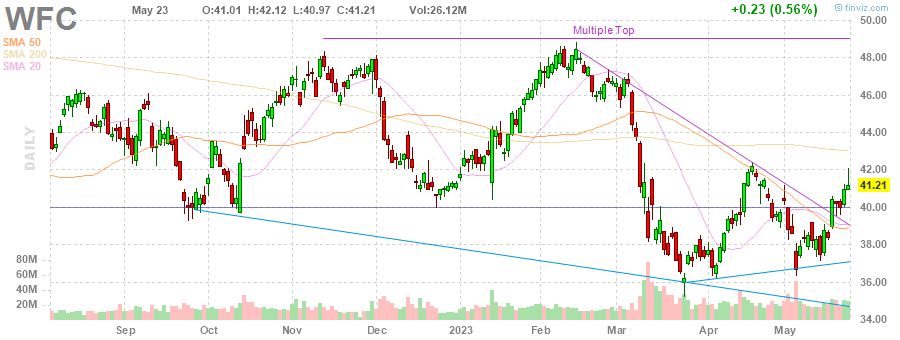 WFC
May 23
O:41.01 H:42.12 L:40.97 C:41.21
Vol:26.12M
+0.23 (0.56%)
© finviz.com
SMA 50
SMA 200
SMA 20
DAILY
Multiple Top
50.00
48.00
46.00
44.00
42.00
41.21
40.00
38.00
36.00
34.00
80M
60M
40M
20M
Sep Oct Nov Dec 2023 Feb Mar Apr May